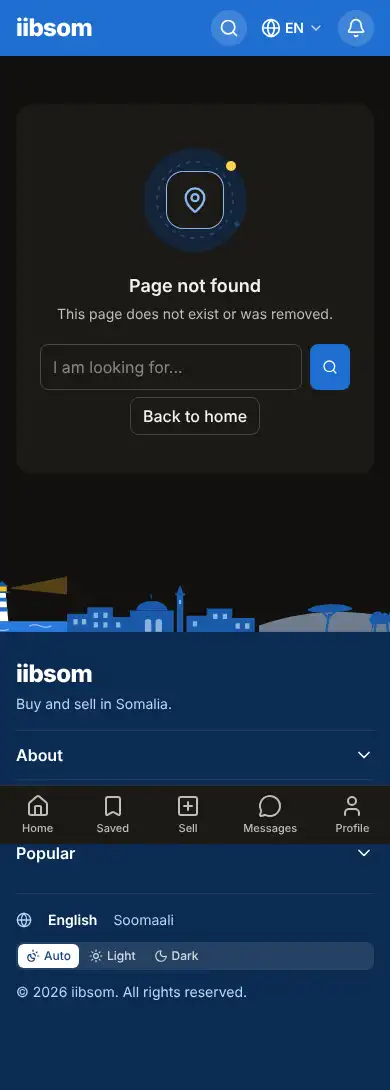 iibsom
EN
Page not found
This page does not exist or was removed.
I am looking for...
Back to home
iibsom
Buy and sell in Somalia.
About
Home Saved Sell Messages Profile
Popular
English Soomaali
Auto Light Dark
© 2026 iibsom. All rights reserved.